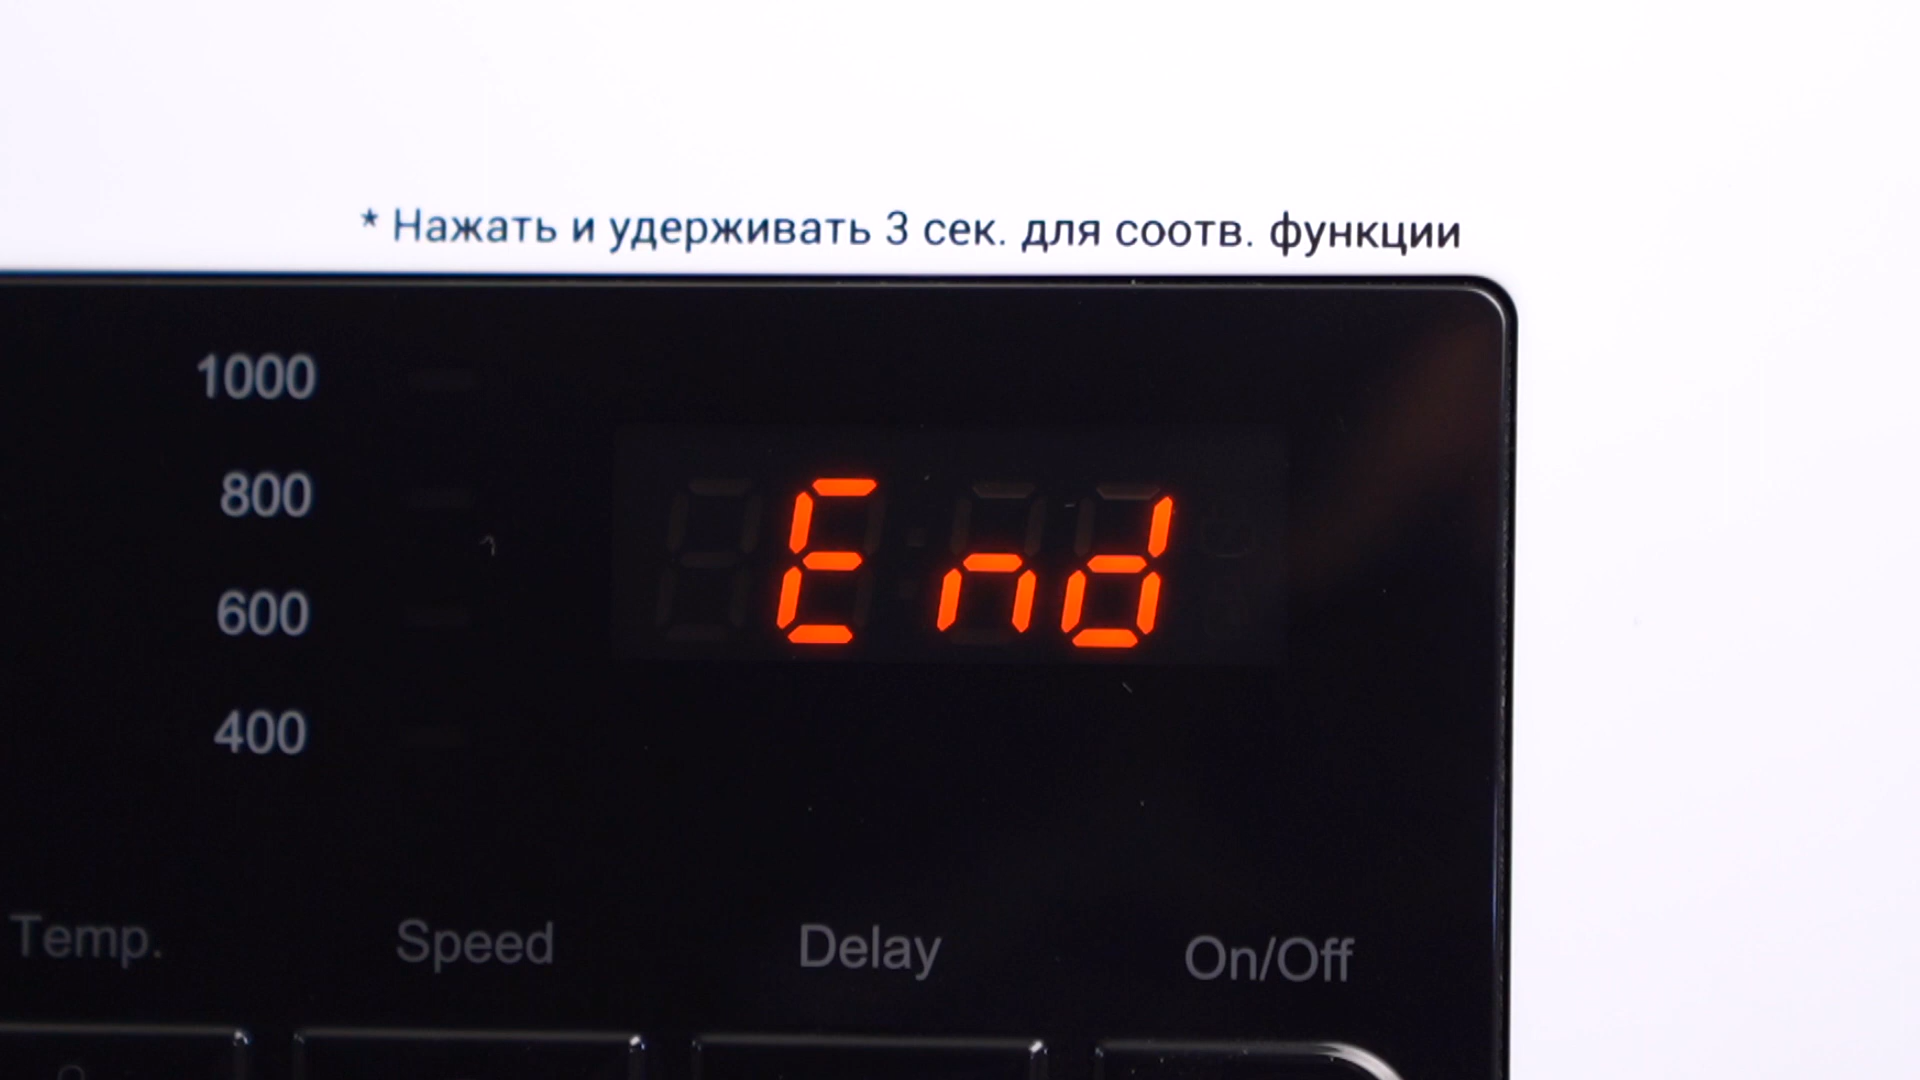 * Нажать и удерживать 3 сек. для соотв. функции
1000
800
End
600
400
Temp. Speed Delay On/Off